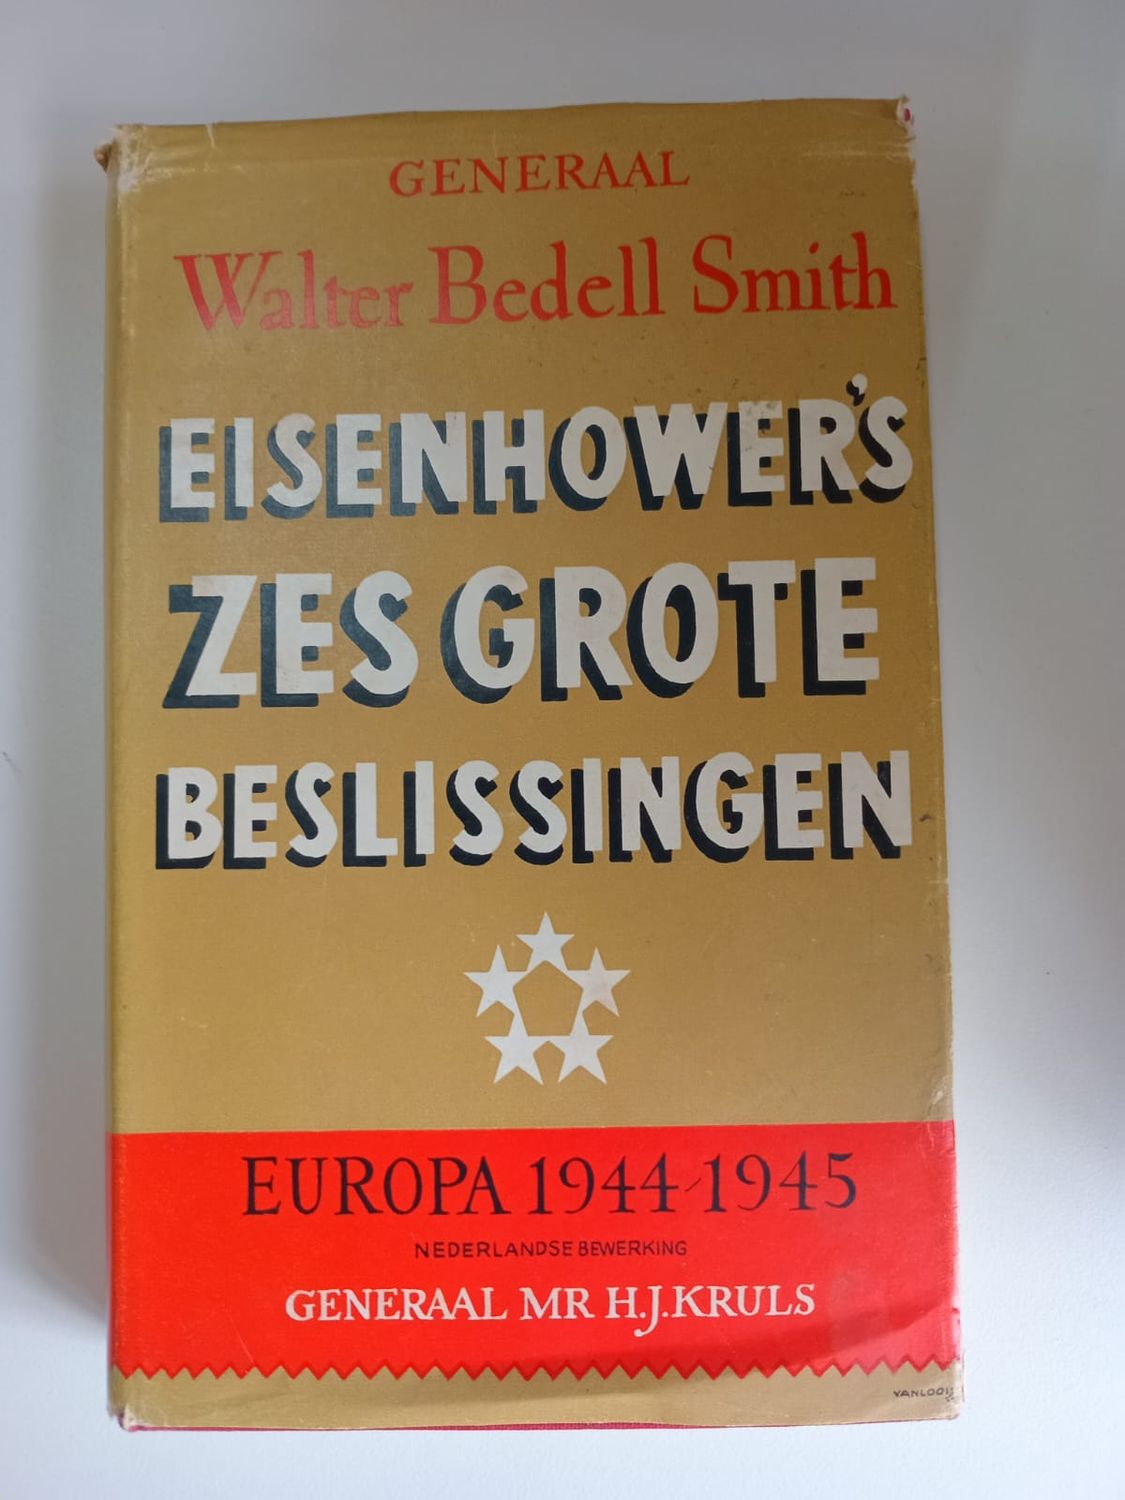 GENERAAL
Walter Bedell Smith
EISENHOWER'S
ZES GROTE
BESLISSINGEN
EUROPA 1944-1945
NEDERLANDSE BEWERKING
GENERAAL MR H.J.KRULS